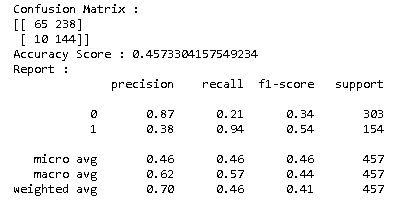 Confusion Matrix :
[[ 65 238]
 [ 10 144]]
Accuracy Score : 0.4573304157549234
Report :
precision recall f1-score support
0 0.87 0.21 0.34 303
1 0.38 0.94 0.54 154
micro avg 0.46 0.46 0.46 457
macro avg 0.62 0.57 0.44 457
weighted avg 0.70 0.46 0.41 457